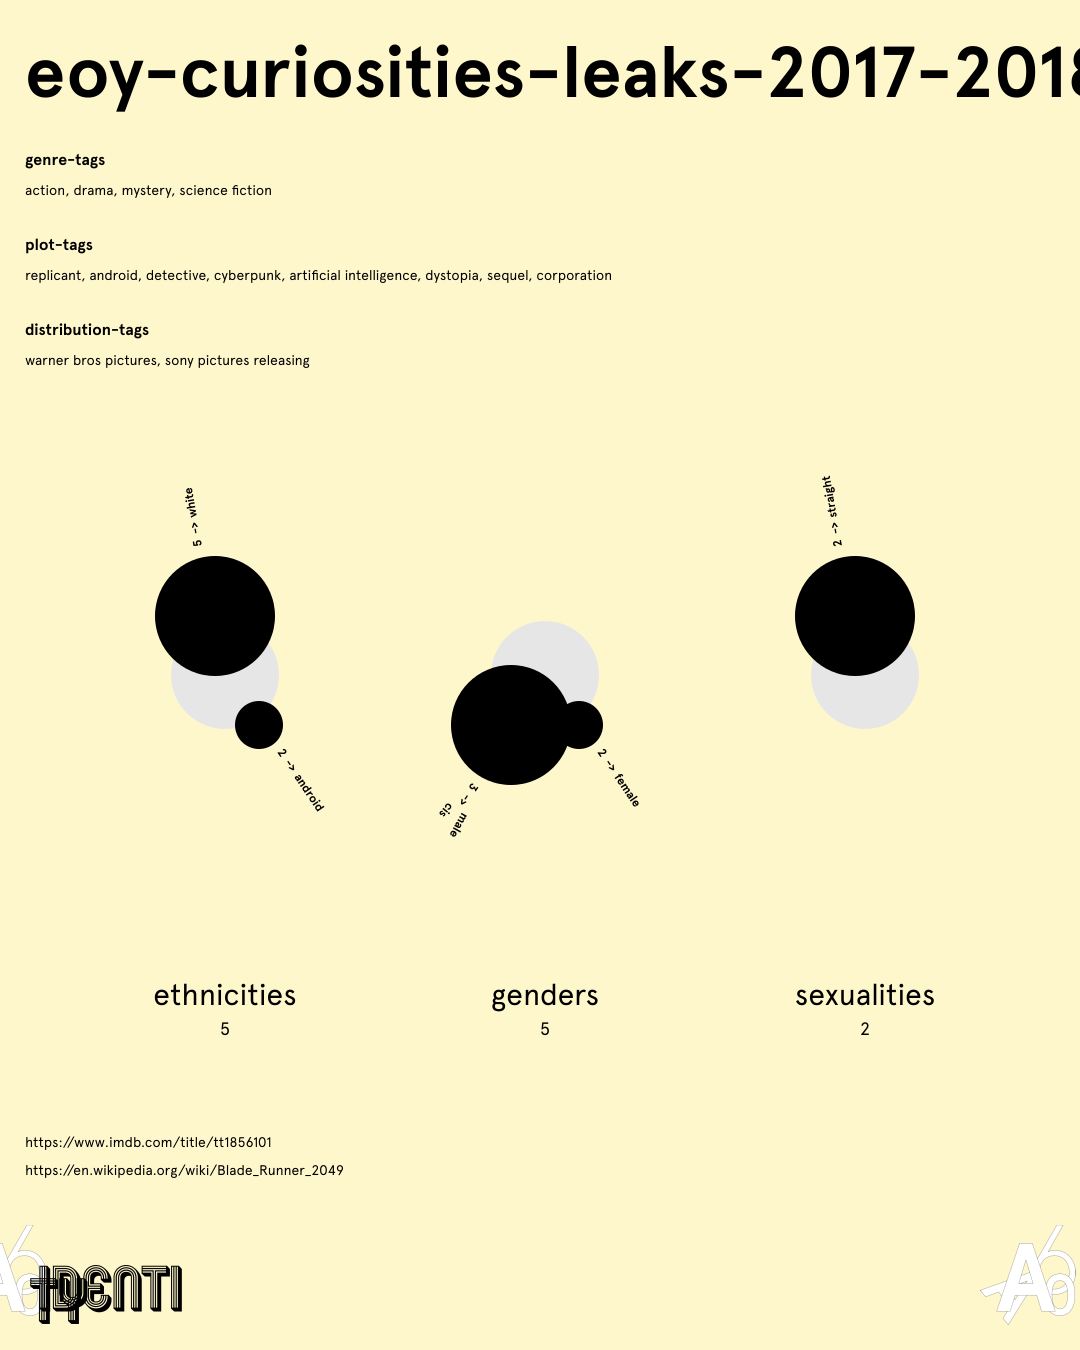 eoy-curiosities-leaks-2017-2018
genre-tags
action, drama, mystery, science fiction
plot-tags
replicant, android, detective, cyberpunk, artificial intelligence, dystopia, sequel, corporation
distribution-tags
warner bros pictures, sony pictures releasing
5 -> white
2 -> android
3 -> male
cis
2 -> female
2 -> straight
ethnicities
5
genders
5
sexualities
2
https://www.imdb.com/title/tt1856101
https://en.wikipedia.org/wiki/Blade_Runner_2049
IDENTI